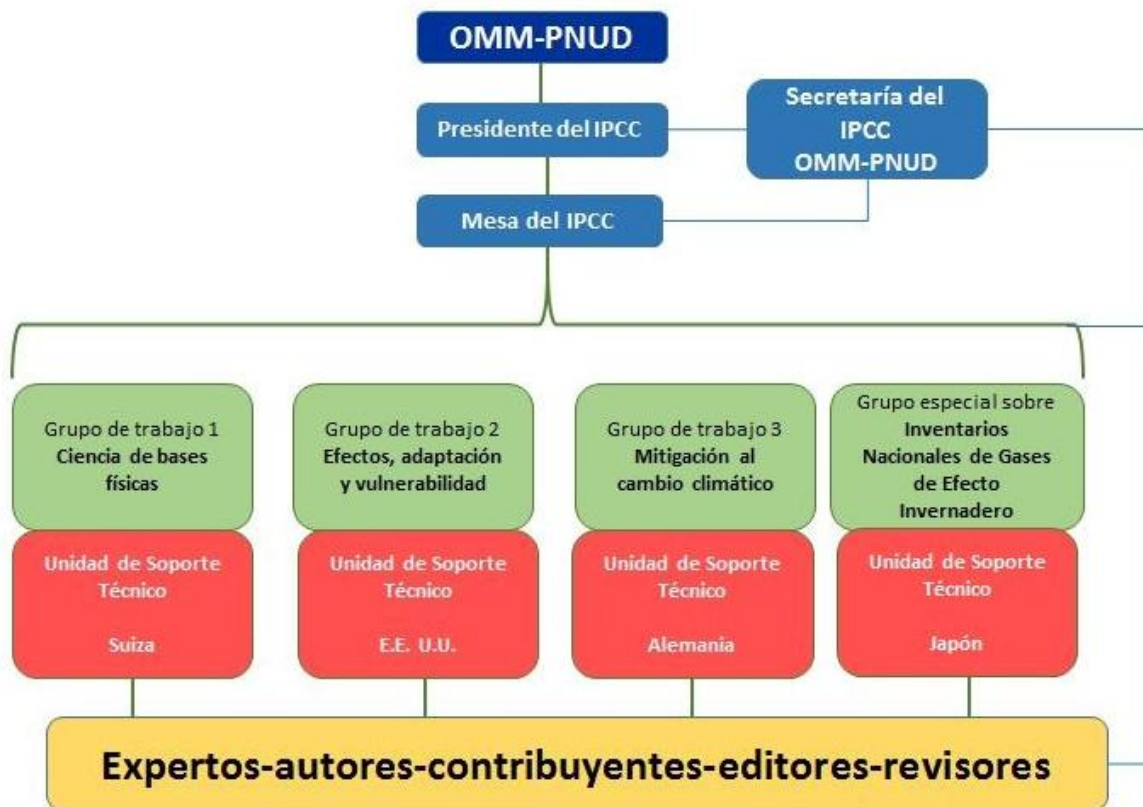 OMM-PNUD
Presidente del IPCC
Secretaría del
IPCC
OMM-PNUD
Mesa del IPCC
Grupo de trabajo 1
Ciencia de bases
físicas
Grupo de trabajo 2
Efectos, adaptación
y vulnerabilidad
Grupo de trabajo 3
Mitigación al
cambio climático
Grupo especial sobre
Inventarios
Nacionales de Gases
de Efecto
Invernadero
Unidad de Soporte
Técnico
Suiza
Unidad de Soporte
Técnico
E.E. U.U.
Unidad de Soporte
Técnico
Alemania
Unidad de Soporte
Técnico
Japón
Expertos-autores-contribuyentes-editores-revisores